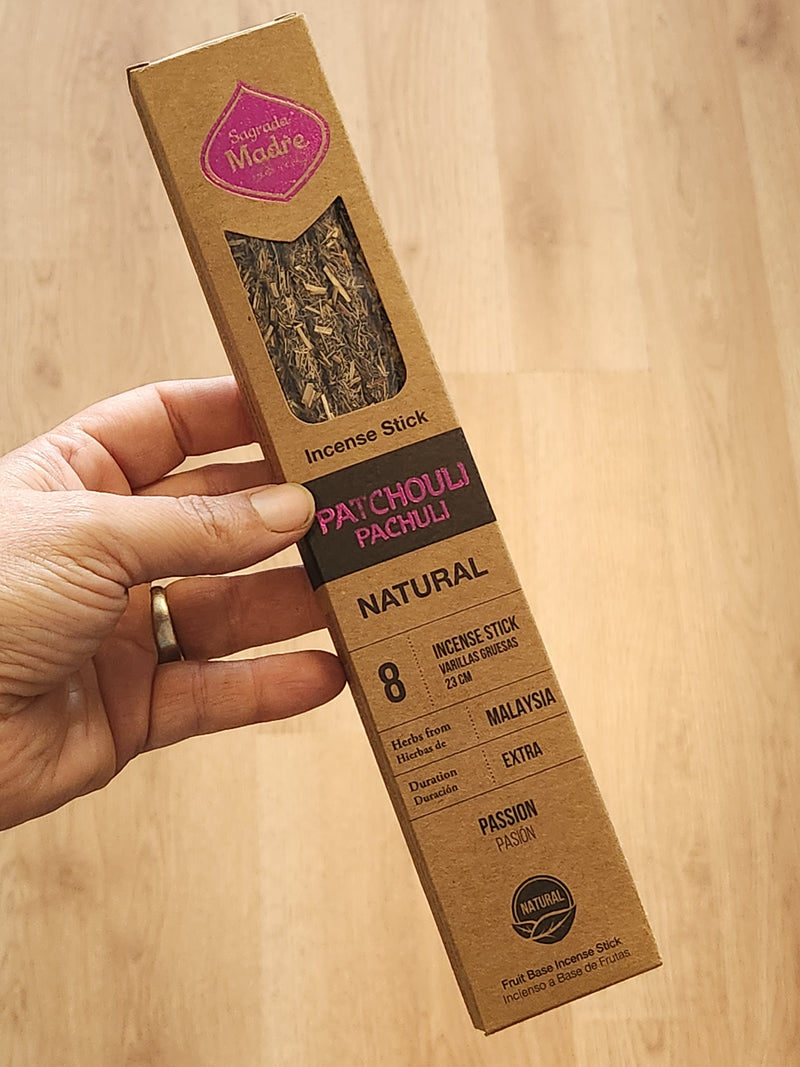 Sagrada
Madre
Incense Stick
PATCHOULI
PACHULI
NATURAL
8
INCENSE STICK
VARILLAS GRUESAS
23 CM
Herbs from
Hierbas de
MALAYSIA
Duration
Duración
EXTRA
PASSION
PASIÓN
NATURAL
Fruit Base Incense Stick
Incienso a Base de Frutas